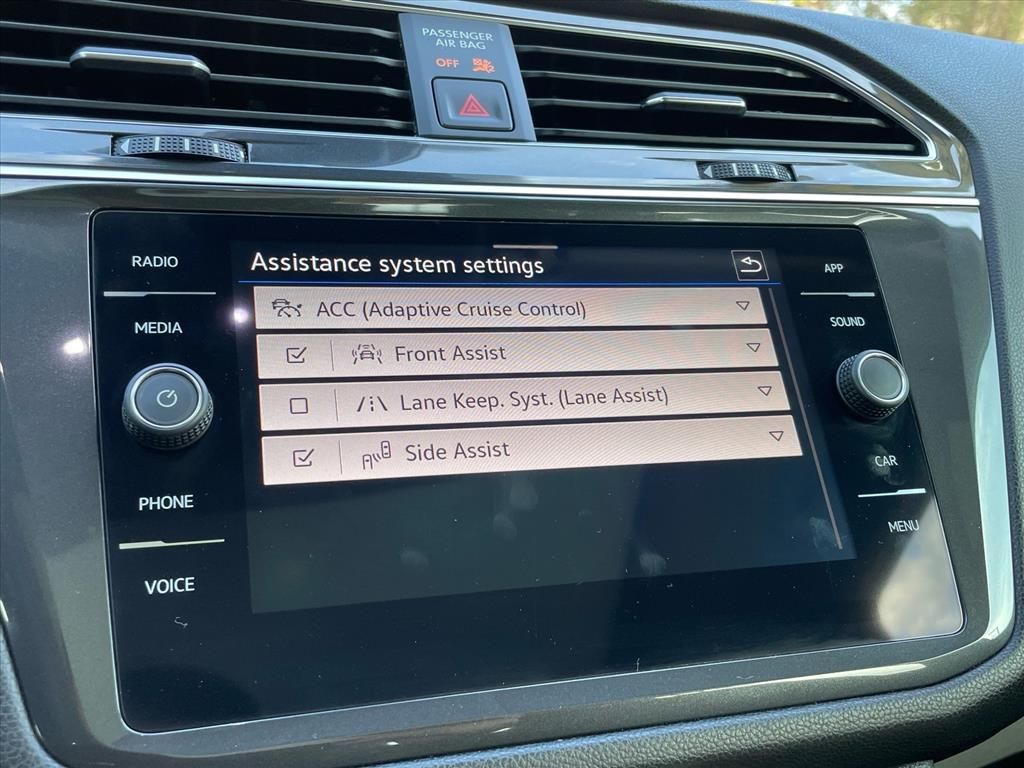 PASSENGER
AIR BAG
OFF
RADIO
MEDIA
PHONE
VOICE
Assistance system settings
ACC (Adaptive Cruise Control)
Front Assist
Lane Keep. Syst. (Lane Assist)
Side Assist
APP
SOUND
CAR
MENU